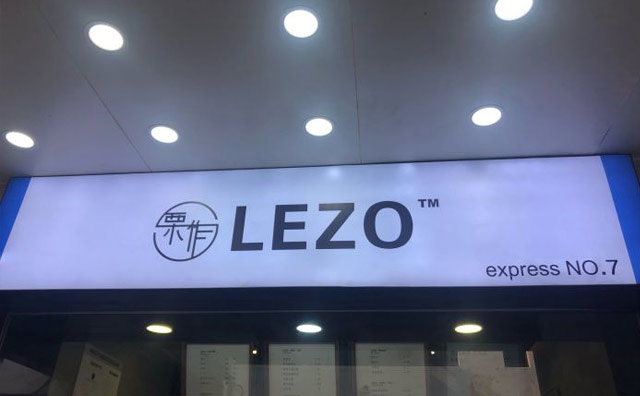 栗作 LEZO™
express NO.7